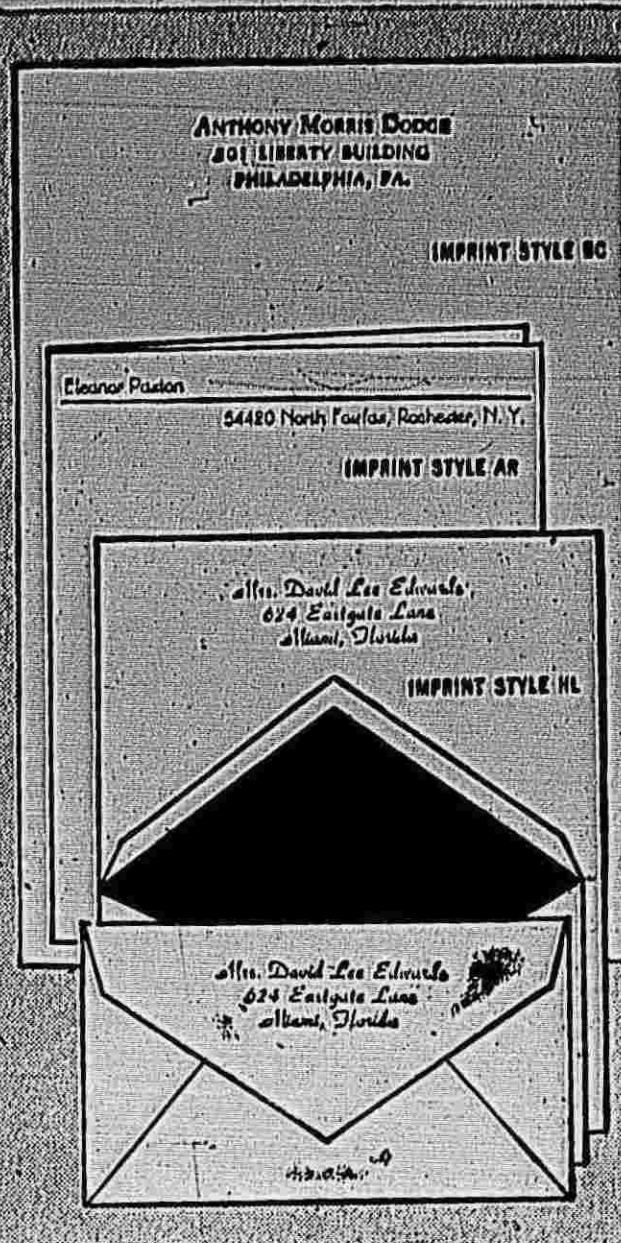 ANTHONY MORRIS DODGE
801 LIBERTY BUILDING
PHILADELPHIA, PA.
IMPRINT STYLE SC
Eleanor Paxton
54420 North Fairfax, Rochester, N. Y.
IMPRINT STYLE AR
Mrs. David Lee Edwards
624 Eastgate Lane
Miami, Florida
IMPRINT STYLE HL
Mrs. David Lee Edwards
624 Eastgate Lane
Miami, Florida